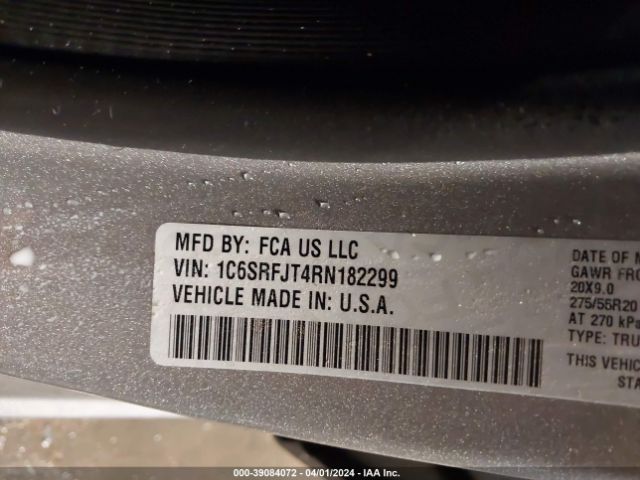 MFD BY: FCA US LLC
VIN: 1C6SRFJT4RN182299
VEHICLE MADE IN: U.S.A.
DATE OF M
GAWR FRO
20X9.0
275/55R20
AT 270 kPs
TYPE: TRU
THIS VEHIC
STA
000-39084072 - 04/01/2024 - IAA Inc.